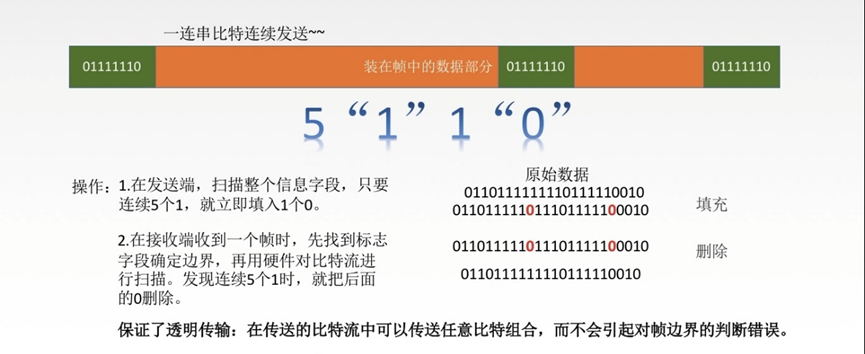 一连串比特连续发送~~
01111110 装在帧中的数据部分 01111110 01111110
5“1”1“0”
操作：
1.在发送端，扫描整个信息字段，只要
连续5个1，就立即填入1个0。
2.在接收端收到一个帧时，先找到标志
字段确定边界，再用硬件对比特流进
行扫描。发现连续5个1时，就把后面
的0删除。
原始数据
0110111111110111110010
011011111011101111100010 填充
011011111011101111100010 删除
0110111111110111110010
保证了透明传输：在传送的比特流中可以传送任意比特组合，而不会引起对帧边界的判断错误。